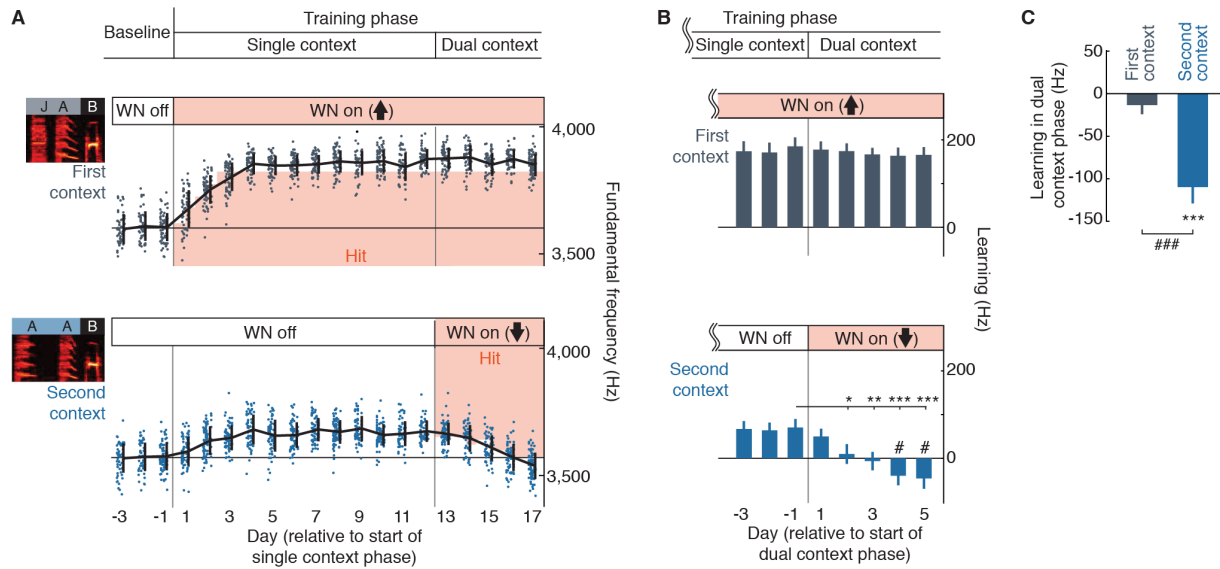 A
Baseline
Training phase
Single context
Dual context
J A B
First
context
WN off
WN on ( )
4,000
3,500
Hit
A A B
Second
context
WN off
WN on ( )
Hit
4,000
3,500
Fundamental frequency (Hz)
-3 -1 1 3 5 7 9 11 13 15 17
Day (relative to start of
single context phase)
B
Training phase
Single context
Dual context
WN on ( )
First
context
200
0
Learning (Hz)
WN off
WN on ( )
Second
context
200
* ** *** ***
# #
0
-3 -1 1 3 5
Day (relative to start of
dual context phase)
C
First
context
Second
context
Learning in dual
context phase (Hz)
50
0
-50
-100
-150
***
###